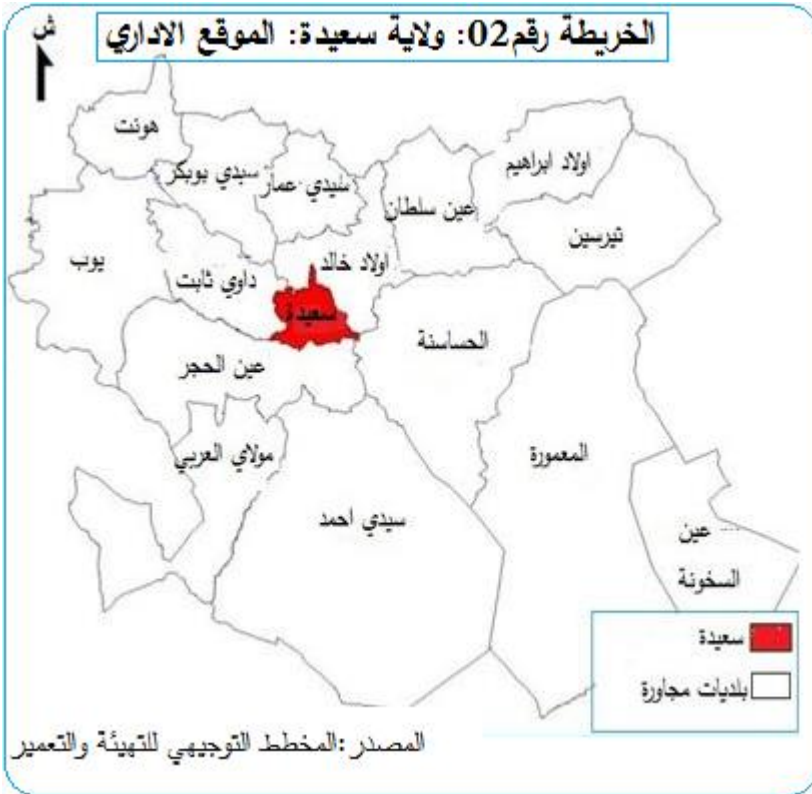 الخريطة رقم02: ولاية سعيدة: الموقع الاداري
ش
هونت
سيدي بوبكر
سيدي عمار
عين سلطان
اولاد ابراهيم
تيرسين
يوب
داوي ثابت
اولاد خالد
سعيدة
الحساسنة
عين الحجر
مولاي العربي
المعمورة
سيدي احمد
عين
السخونة
سعيدة
بلديات مجاورة
المصدر:المخطط التوجيهي للتهيئة والتعمير